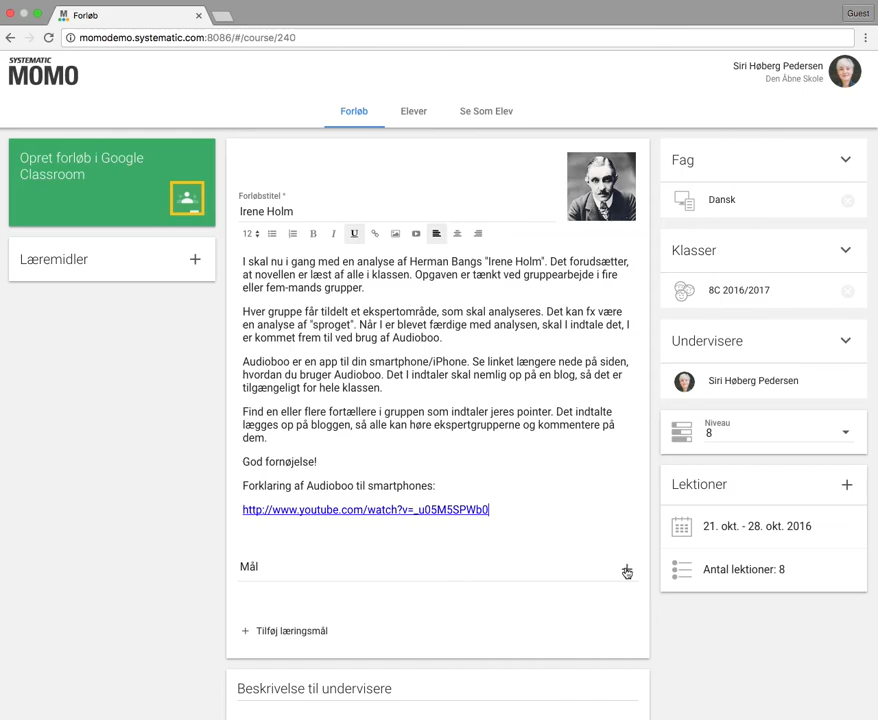 Forløb
Guest
momodemo.systematic.com:8086/#/course/240
SYSTEMATIC
MOMO
Siri Høberg Pedersen
Den Åbne Skole
Forløb
Elever
Se Som Elev
Opret forløb i Google
Classroom
Læremidler
Forløbstitel *
Irene Holm
12
B
I
U
I skal nu i gang med en analyse af Herman Bangs "Irene Holm". Det forudsætter,
at novellen er læst af alle i klassen. Opgaven er tænkt ved gruppearbejde i fire
eller fem-mands grupper.
Hver gruppe får tildelt et ekspertområde, som skal analyseres. Det kan fx være
en analyse af "sproget". Når I er blevet færdige med analysen, skal I indtale det, I
er kommet frem til ved brug af Audioboo.
Audioboo er en app til din smartphone/iPhone. Se linket længere nede på siden,
hvordan du bruger Audioboo. Det I indtaler skal nemlig op på en blog, så det er
tilgængeligt for hele klassen.
Find en eller flere fortællere i gruppen som indtaler jeres pointer. Det indtalte
lægges op på bloggen, så alle kan høre ekspertgrupperne og kommentere på
dem.
God fornøjelse!
Forklaring af Audioboo til smartphones:
http://www.youtube.com/watch?v=_u05M5SPWb0
Mål
Tilføj læringsmål
Beskrivelse til undervisere
Fag
Dansk
Klasser
8C 2016/2017
Undervisere
Siri Høberg Pedersen
Niveau
8
Lektioner
21. okt. - 28. okt. 2016
Antal lektioner: 8